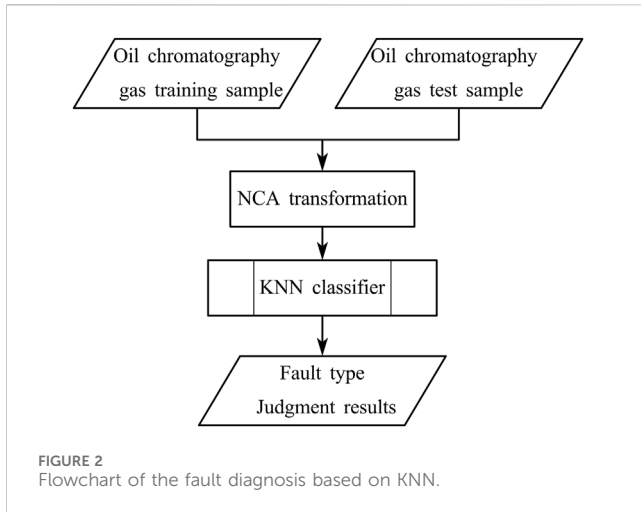 Oil chromatography
gas training sample
Oil chromatography
gas test sample
NCA transformation
KNN classifier
Fault type
Judgment results
FIGURE 2
Flowchart of the fault diagnosis based on KNN.